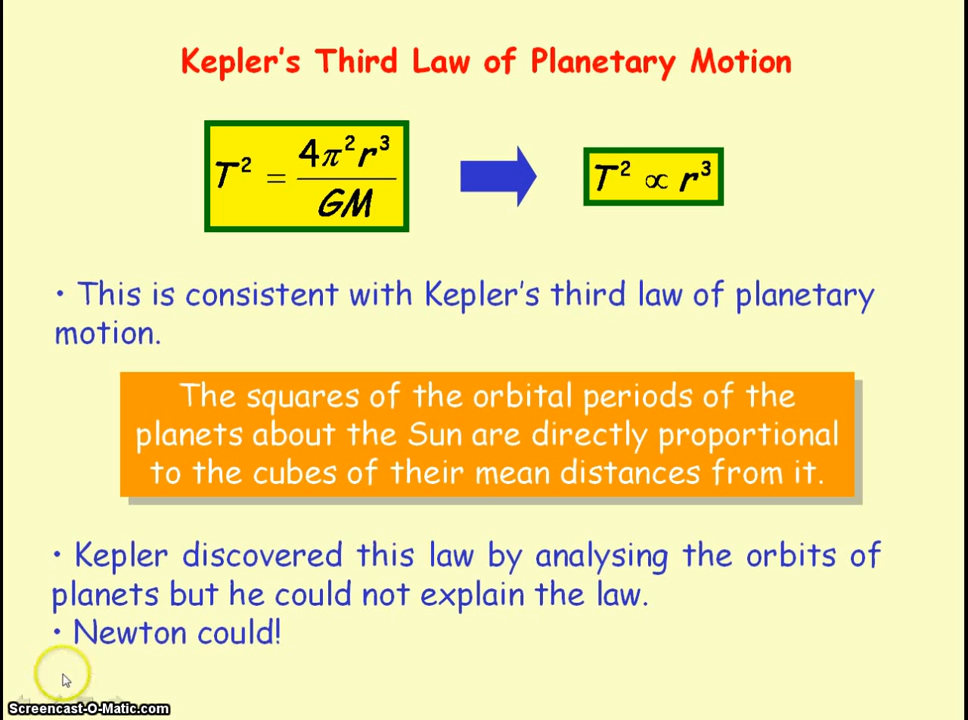 Kepler's Third Law of Planetary Motion
T² = 4π²r³ / GM
T² ∝ r³
• This is consistent with Kepler's third law of planetary
motion.
The squares of the orbital periods of the
planets about the Sun are directly proportional
to the cubes of their mean distances from it.
• Kepler discovered this law by analysing the orbits of
planets but he could not explain the law.
• Newton could!
Screencast-O-Matic.com